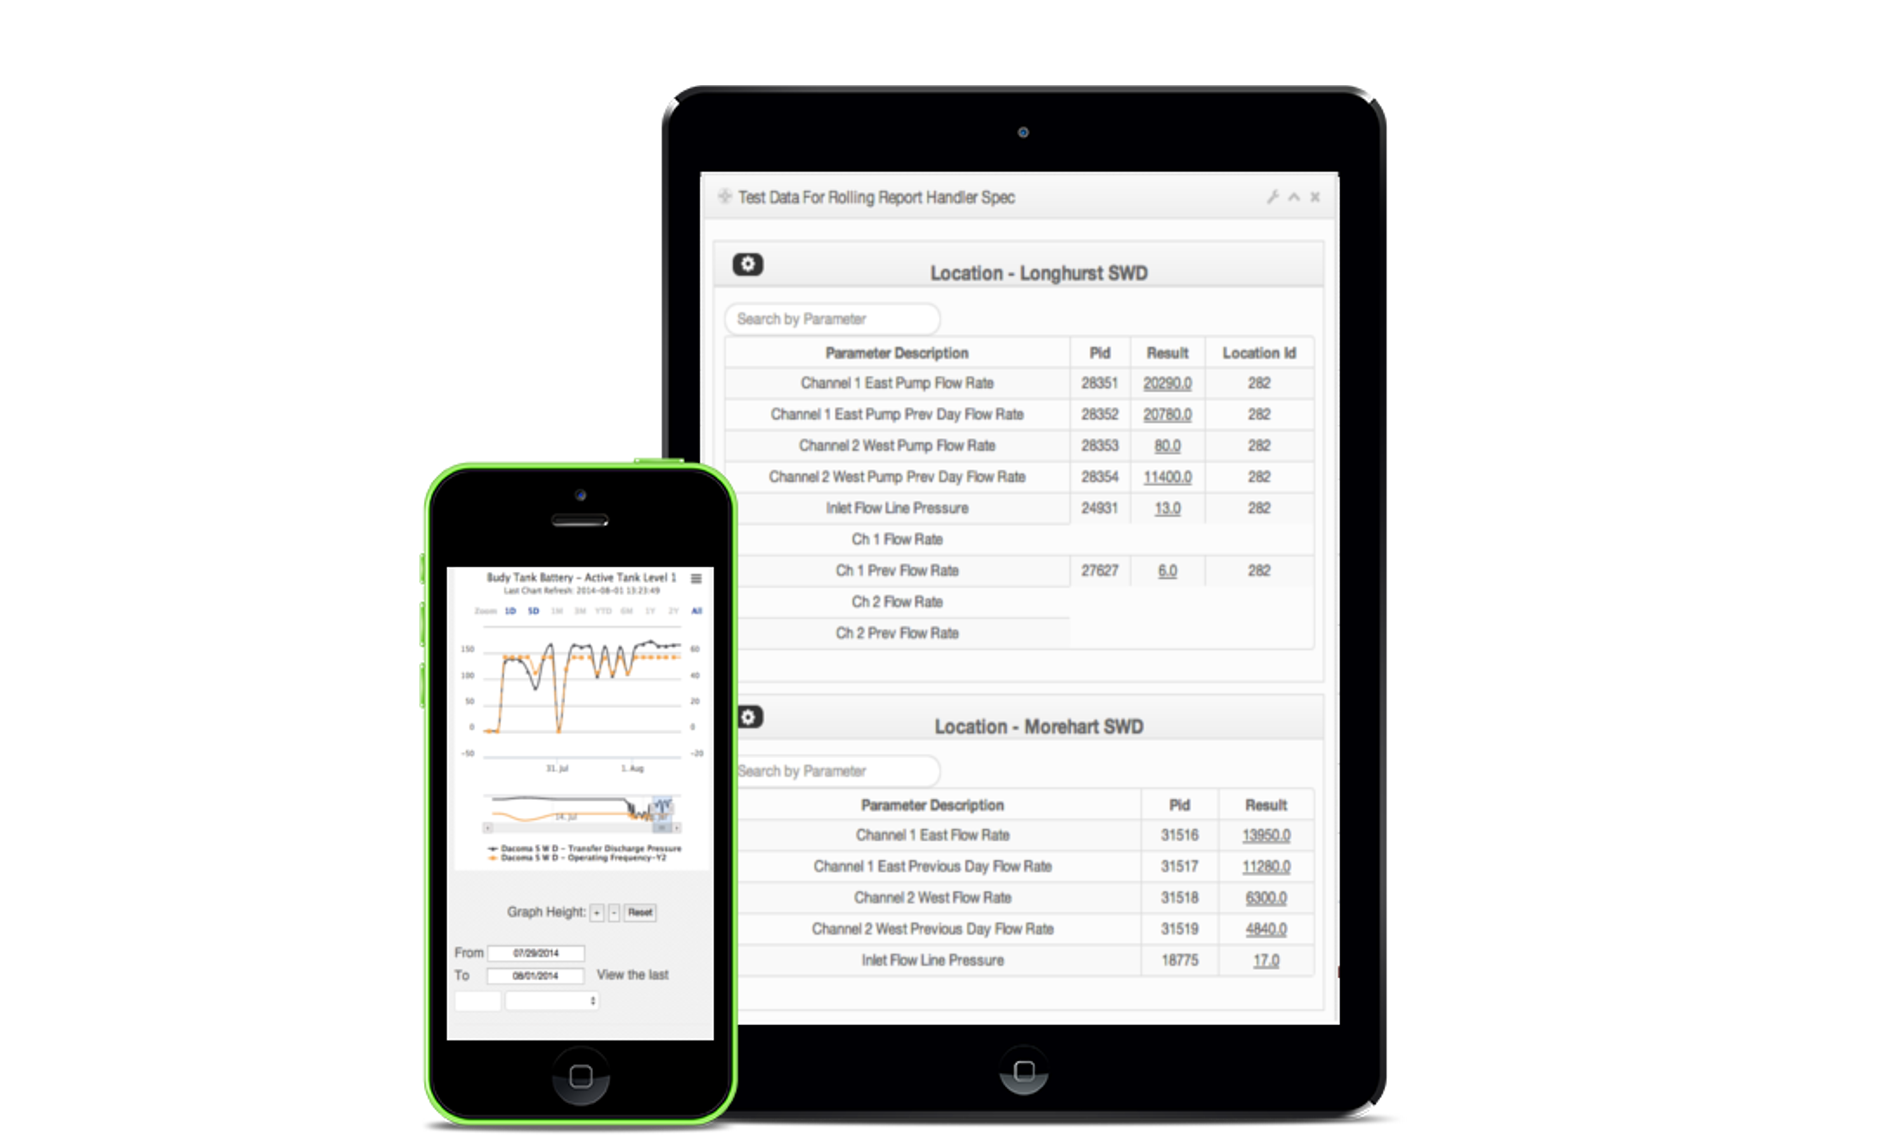 Test Data For Rolling Report Handler Spec
Location - Longhurst SWD
Search by Parameter
Parameter Description Pid Result Location Id
Channel 1 East Pump Flow Rate 28351 20290.0 282
Channel 1 East Pump Prev Day Flow Rate 28352 20780.0 282
Channel 2 West Pump Flow Rate 28353 80.0 282
Channel 2 West Pump Prev Day Flow Rate 28354 11400.0 282
Inlet Flow Line Pressure 24931 13.0 282
Ch 1 Flow Rate
Ch 1 Prev Flow Rate 27627 6.0 282
Ch 2 Flow Rate
Ch 2 Prev Flow Rate
Location - Morehart SWD
Search by Parameter
Parameter Description Pid Result
Channel 1 East Flow Rate 31516 13950.0
Channel 1 East Previous Day Flow Rate 31517 11280.0
Channel 2 West Flow Rate 31518 6300.0
Channel 2 West Previous Day Flow Rate 31519 4840.0
Inlet Flow Line Pressure 18775 17.0
Budy Tank Battery - Active Tank Level 1
Last Chart Refresh: 2014-08-01 13:23:49
Zoom 1D 5D 1M 3M YTD 6M 1Y 2Y All
150 60
100 40
50 20
0 0
-50 -20
31. Jul 1. Aug
14. Jul
Dacoma S W D - Transfer Discharge Pressure
Dacoma S W D - Operating Frequency-Y2
Graph Height: + - Reset
From 07/29/2014
To 08/01/2014 View the last